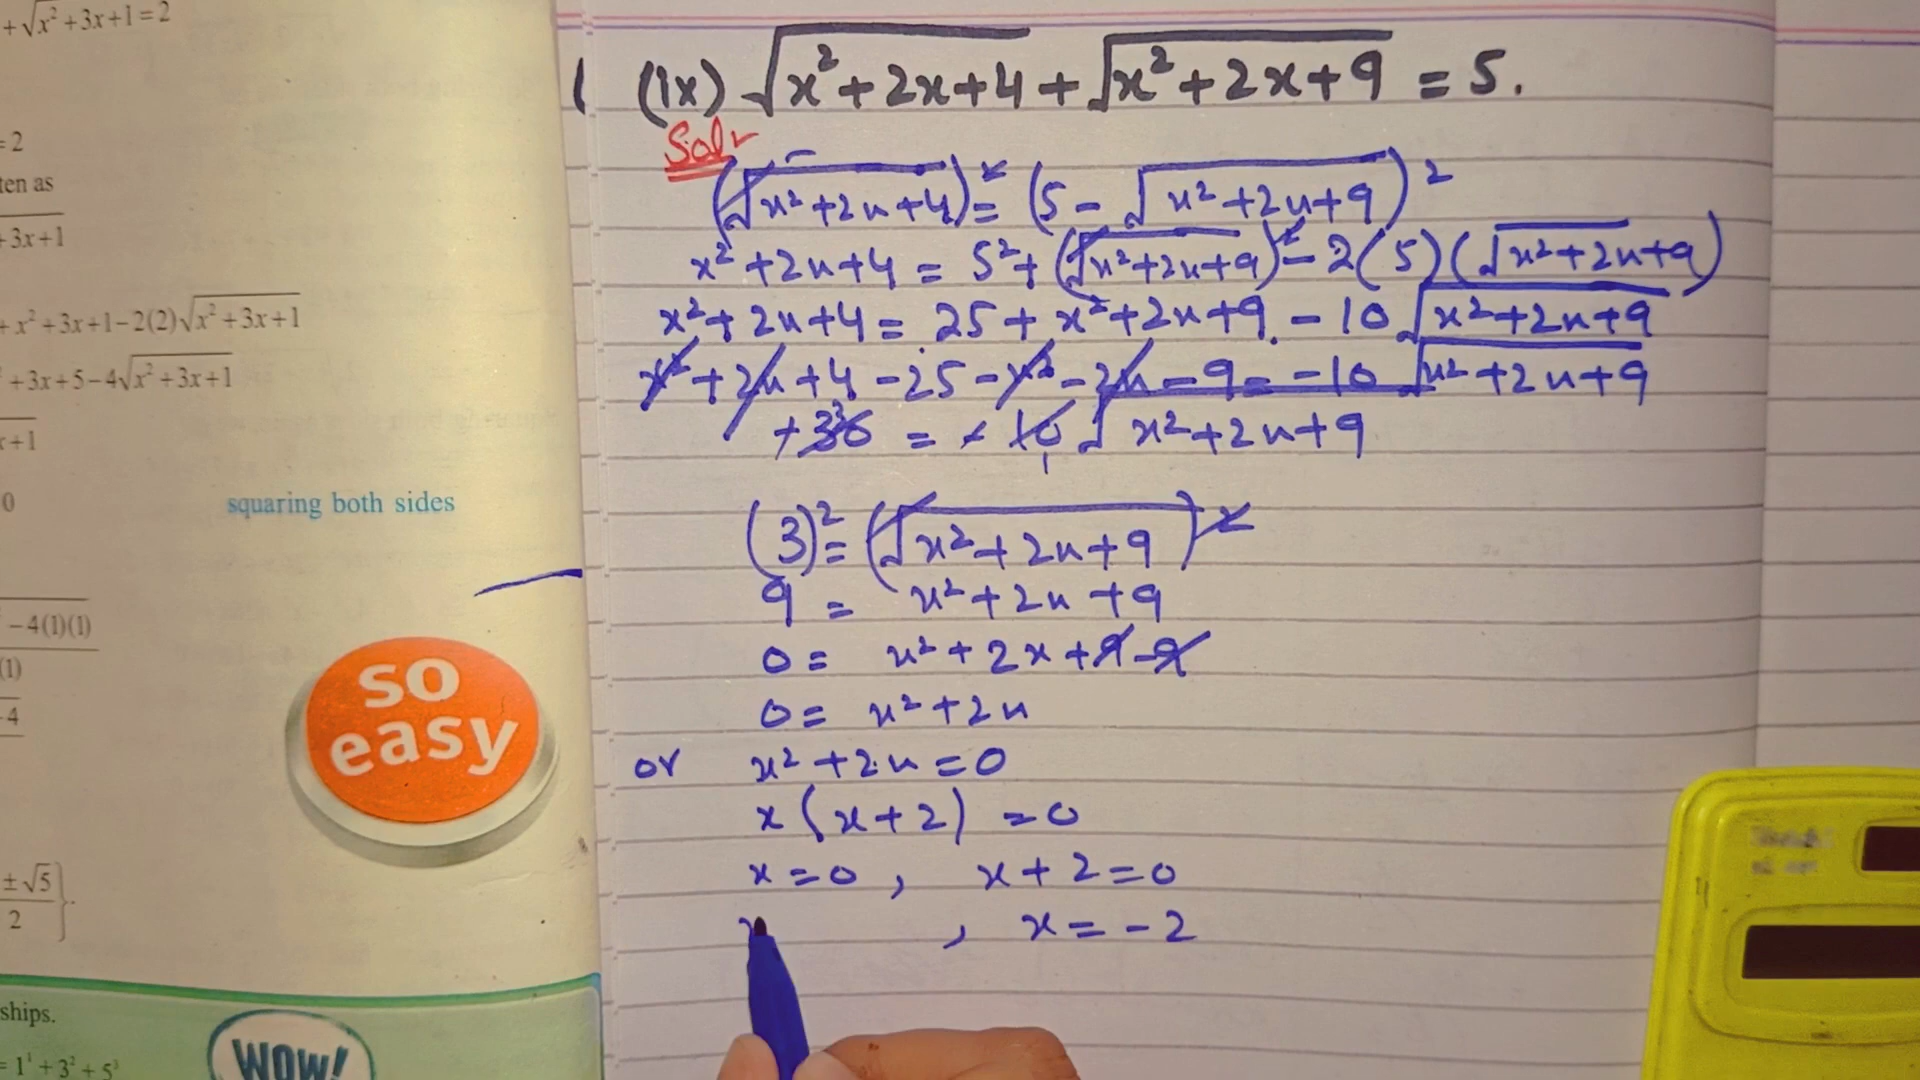 +√x²+3x+1=2
=2
ten as
+3x+1
+x²+3x+1-2(2)√x²+3x+1
+3x+5-4√x²+3x+1
x+1
0
squaring both sides
-4(1)(1)
(1)
-4
so
easy
±√5
2
ships.
WOW!
=1¹+3²+5³
(ix) √x²+2x+4 + √x²+2x+9 = 5.
Soln
(√x²+2x+4)² = (5-√x²+2x+9)²
x²+2x+4 = 5²+(√x²+2x+9)²-2(5)(√x²+2x+9)
x²+2x+4 = 25+x²+2x+9-10√x²+2x+9
x²+2x+4-25-x²-2x-9 = -10√x²+2x+9
+30 = +10√x²+2x+9
(3)² = (√x²+2x+9)²
9 = x²+2x+9
0 = x²+2x+9-9
0 = x²+2x
or x²+2x=0
x(x+2)=0
x=0, x+2=0
, x=-2